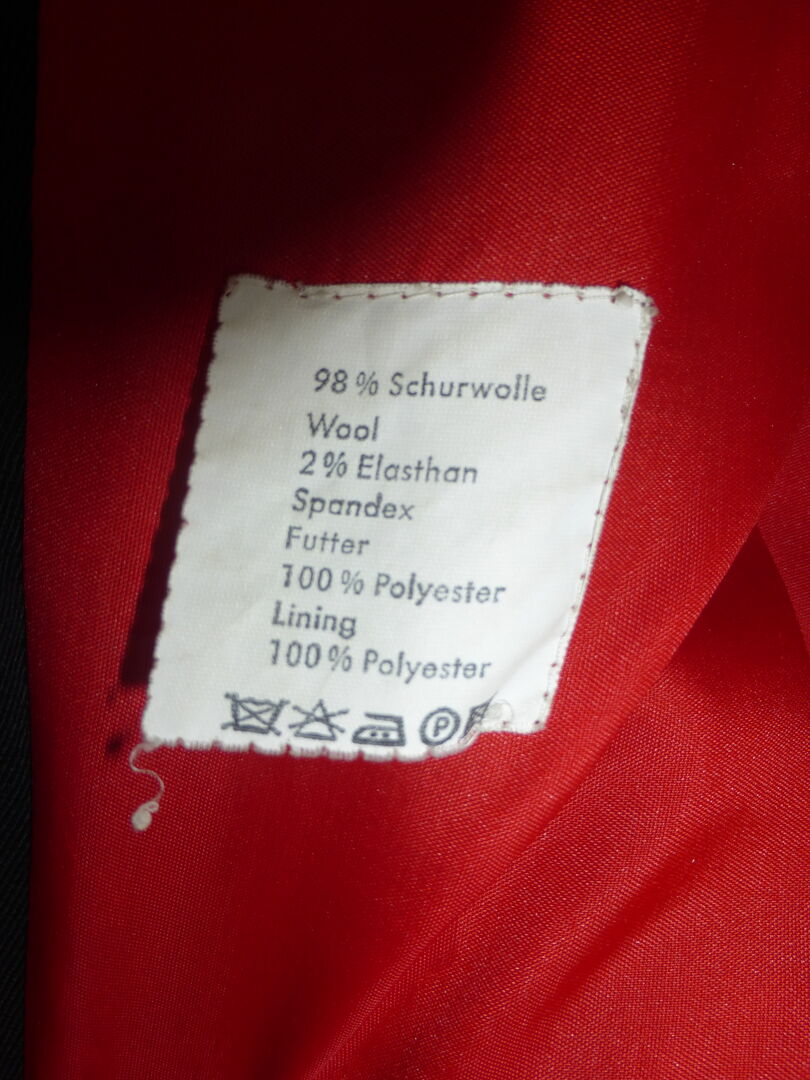 98 % Schurwolle
Wool
2 % Elasthan
Spandex
Futter
100 % Polyester
Lining
100 % Polyester
P